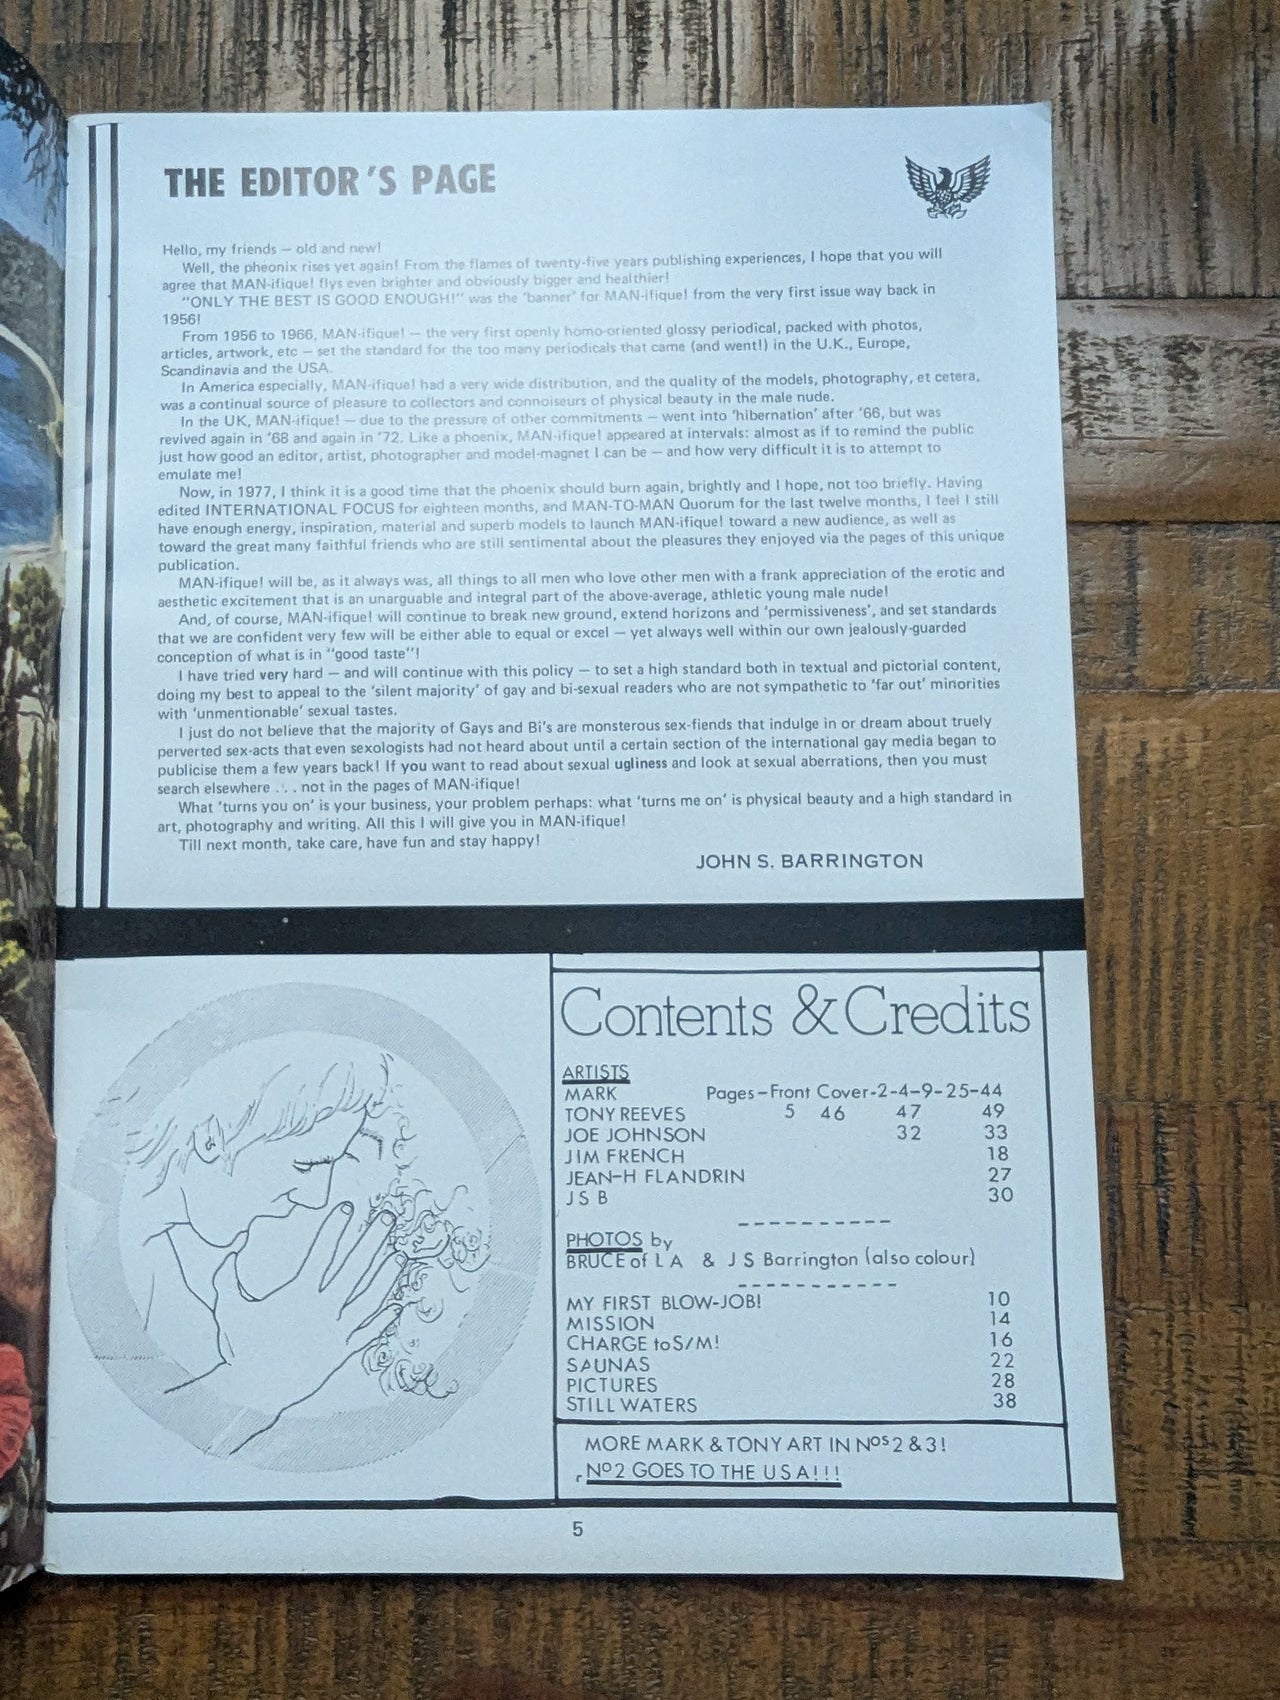 THE EDITOR'S PAGE
Hello, my friends — old and new!
Well, the pheonix rises yet again! From the flames of twenty-five years publishing experiences, I hope that you will
agree that MAN-ifique! flys even brighter and obviously bigger and healthier!
"ONLY THE BEST IS GOOD ENOUGH!" was the 'banner' for MAN-ifique! from the very first issue way back in
1956!
From 1956 to 1966, MAN-ifique! — the very first openly homo-oriented glossy periodical, packed with photos,
articles, artwork, etc — set the standard for the too many periodicals that came (and went!) in the U.K., Europe,
Scandinavia and the USA.
In America especially, MAN-ifique! had a very wide distribution, and the quality of the models, photography, et cetera,
was a continual source of pleasure to collectors and connoiseurs of physical beauty in the male nude.
In the UK, MAN-ifique! — due to the pressure of other commitments — went into 'hibernation' after '66, but was
revived again in '68 and again in '72. Like a phoenix, MAN-ifique! appeared at intervals: almost as if to remind the public
just how good an editor, artist, photographer and model-magnet I can be — and how very difficult it is to attempt to
emulate me!
Now, in 1977, I think it is a good time that the phoenix should burn again, brightly and I hope, not too briefly. Having
edited INTERNATIONAL FOCUS for eighteen months, and MAN-TO-MAN Quorum for the last twelve months, I feel I still
have enough energy, inspiration, material and superb models to launch MAN-ifique! toward a new audience, as well as
toward the great many faithful friends who are still sentimental about the pleasures they enjoyed via the pages of this unique
publication.
MAN-ifique! will be, as it always was, all things to all men who love other men with a frank appreciation of the erotic and
aesthetic excitement that is an unarguable and integral part of the above-average, athletic young male nude!
And, of course, MAN-ifique! will continue to break new ground, extend horizons and 'permissiveness', and set standards
that we are confident very few will be either able to equal or excel — yet always well within our own jealously-guarded
conception of what is in "good taste"!
I have tried very hard — and will continue with this policy — to set a high standard both in textual and pictorial content,
doing my best to appeal to the 'silent majority' of gay and bi-sexual readers who are not sympathetic to 'far out' minorities
with 'unmentionable' sexual tastes.
I just do not believe that the majority of Gays and Bi's are monsterous sex-fiends that indulge in or dream about truely
perverted sex-acts that even sexologists had not heard about until a certain section of the international gay media began to
publicise them a few years back! If you want to read about sexual ugliness and look at sexual aberrations, then you must
search elsewhere . . . not in the pages of MAN-ifique!
What 'turns you on' is your business, your problem perhaps: what 'turns me on' is physical beauty and a high standard in
art, photography and writing. All this I will give you in MAN-ifique!
Till next month, take care, have fun and stay happy!
JOHN S. BARRINGTON
Contents & Credits
ARTISTS
MARK Pages-Front Cover-2-4-9-25-44
TONY REEVES 5 46 47 49
JOE JOHNSON 32 33
JIM FRENCH 18
JEAN-H FLANDRIN 27
J S B 30
PHOTOS by
BRUCE of L A & J S Barrington (also colour)
MY FIRST BLOW-JOB! 10
MISSION 14
CHARGE to S/M! 16
SAUNAS 22
PICTURES 28
STILL WATERS 38
MORE MARK & TONY ART IN Nos 2 & 3!
No 2 GOES TO THE U S A ! ! !
5